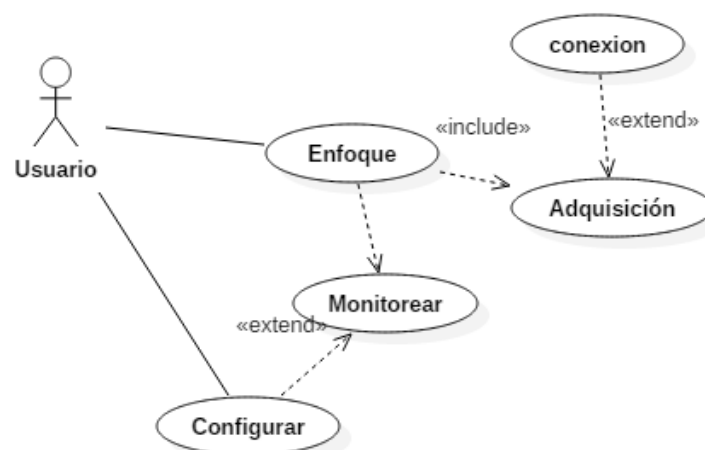 conexion
«include»
«extend»
Usuario
Enfoque
Adquisición
Monitorear
«extend»
Configurar